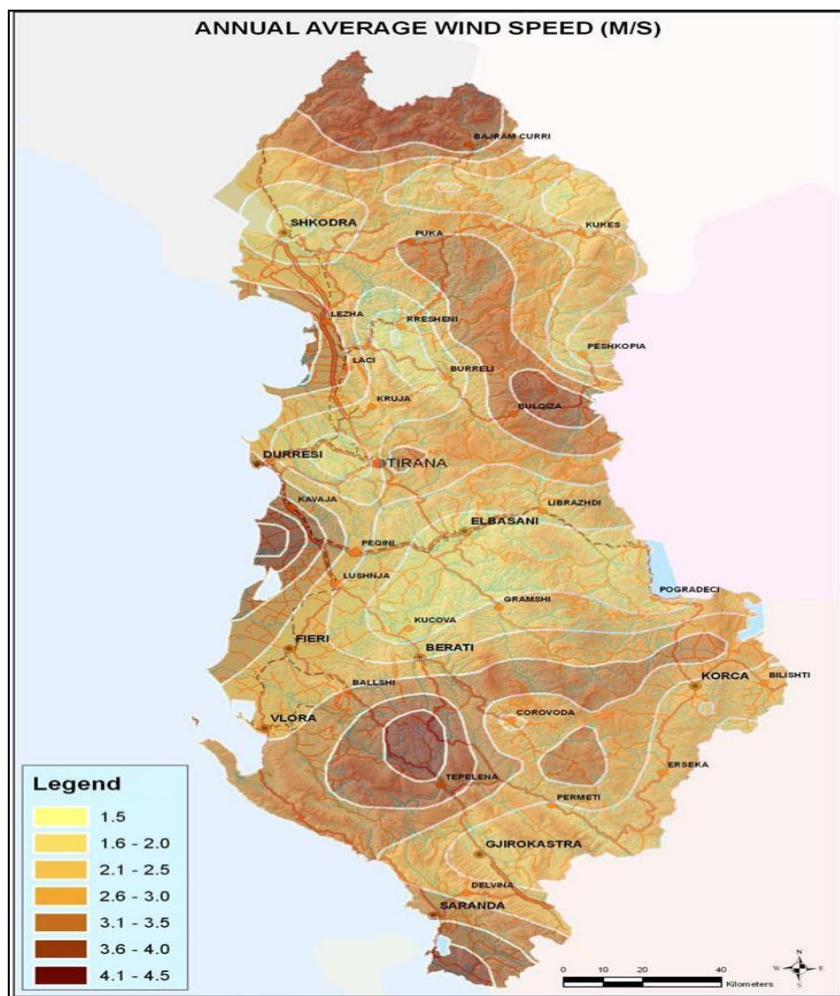 ANNUAL AVERAGE WIND SPEED (M/S)
BAJRAM CURRI
SHKODRA
KUKES
PUKA
LEZHA
RRESHENI
PESHKOPIA
LACI
BURRELI
KRUJA
BULQIZA
DURRESI
TIRANA
KAVAJA
LIBRAZHDI
ELBASANI
PEQINI
LUSHNJA
POGRADECI
GRAMSHI
KUCOVA
FIERI
BERATI
KORCA
BILISHTI
BALLSHI
VLORA
COROVODA
TEPELENA
ERSEKA
PERMETI
GJIROKASTRA
DELVINA
SARANDA
Legend
1.5
1.6 - 2.0
2.1 - 2.5
2.6 - 3.0
3.1 - 3.5
3.6 - 4.0
4.1 - 4.5
N
W E
S
0 10 20 40
Kilometers